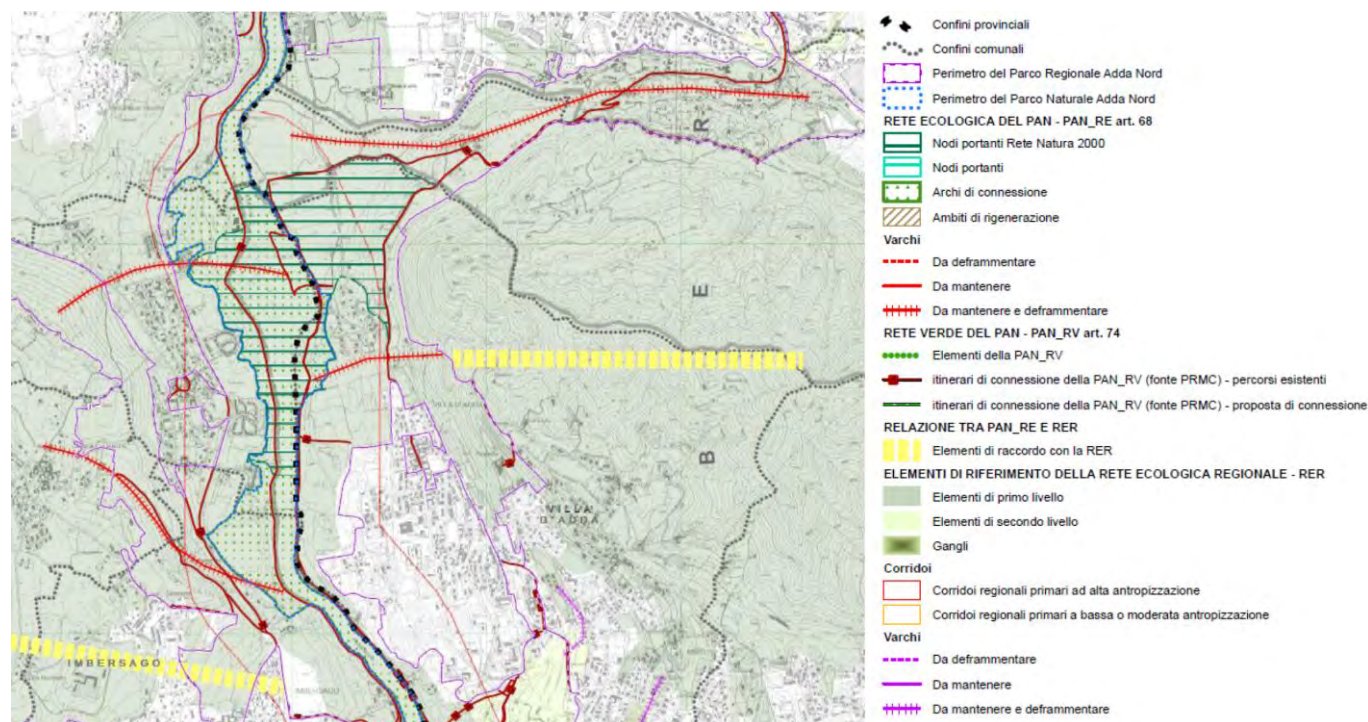 Confini provinciali
Confini comunali
Perimetro del Parco Regionale Adda Nord
Perimetro del Parco Naturale Adda Nord
RETE ECOLOGICA DEL PAN - PAN_RE art. 68
Nodi portanti Rete Natura 2000
Nodi portanti
Archi di connessione
Ambiti di rigenerazione
Varchi
Da deframmentare
Da mantenere
Da mantenere e deframmentare
RETE VERDE DEL PAN - PAN_RV art. 74
Elementi della PAN_RV
itinerari di connessione della PAN_RV (fonte PRMC) - percorsi esistenti
itinerari di connessione della PAN_RV (fonte PRMC) - proposta di connessione
RELAZIONE TRA PAN_RE E RER
Elementi di raccordo con la RER
ELEMENTI DI RIFERIMENTO DELLA RETE ECOLOGICA REGIONALE - RER
Elementi di primo livello
Elementi di secondo livello
Gangli
Corridoi
Corridoi regionali primari ad alta antropizzazione
Corridoi regionali primari a bassa o moderata antropizzazione
Varchi
Da deframmentare
Da mantenere
Da mantenere e deframmentare
R
E
B
VILLA
D'ADDA
IMBERSAGO